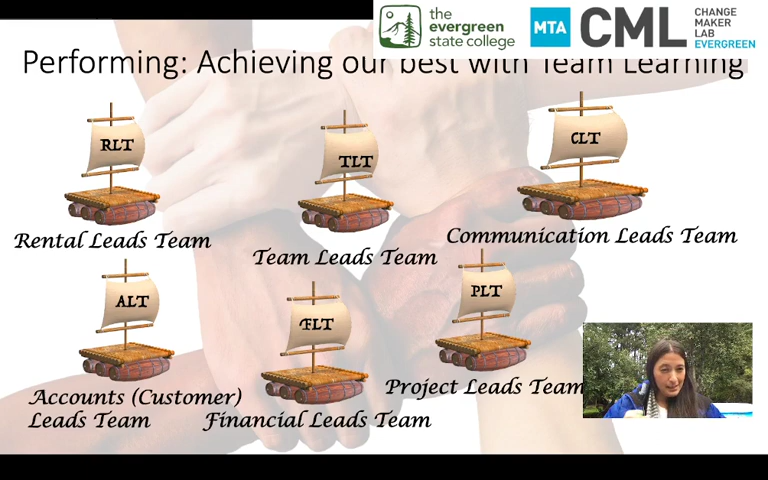 the
evergreen
state college
MTA
CML
CHANGE
MAKER
LAB
EVERGREEN
Performing: Achieving our best with Team Learning
RLT
TLT
CLT
Rental Leads Team
Team Leads Team
Communication Leads Team
ALT
FLT
PLT
Accounts (Customer)
Leads Team
Financial Leads Team
Project Leads Team